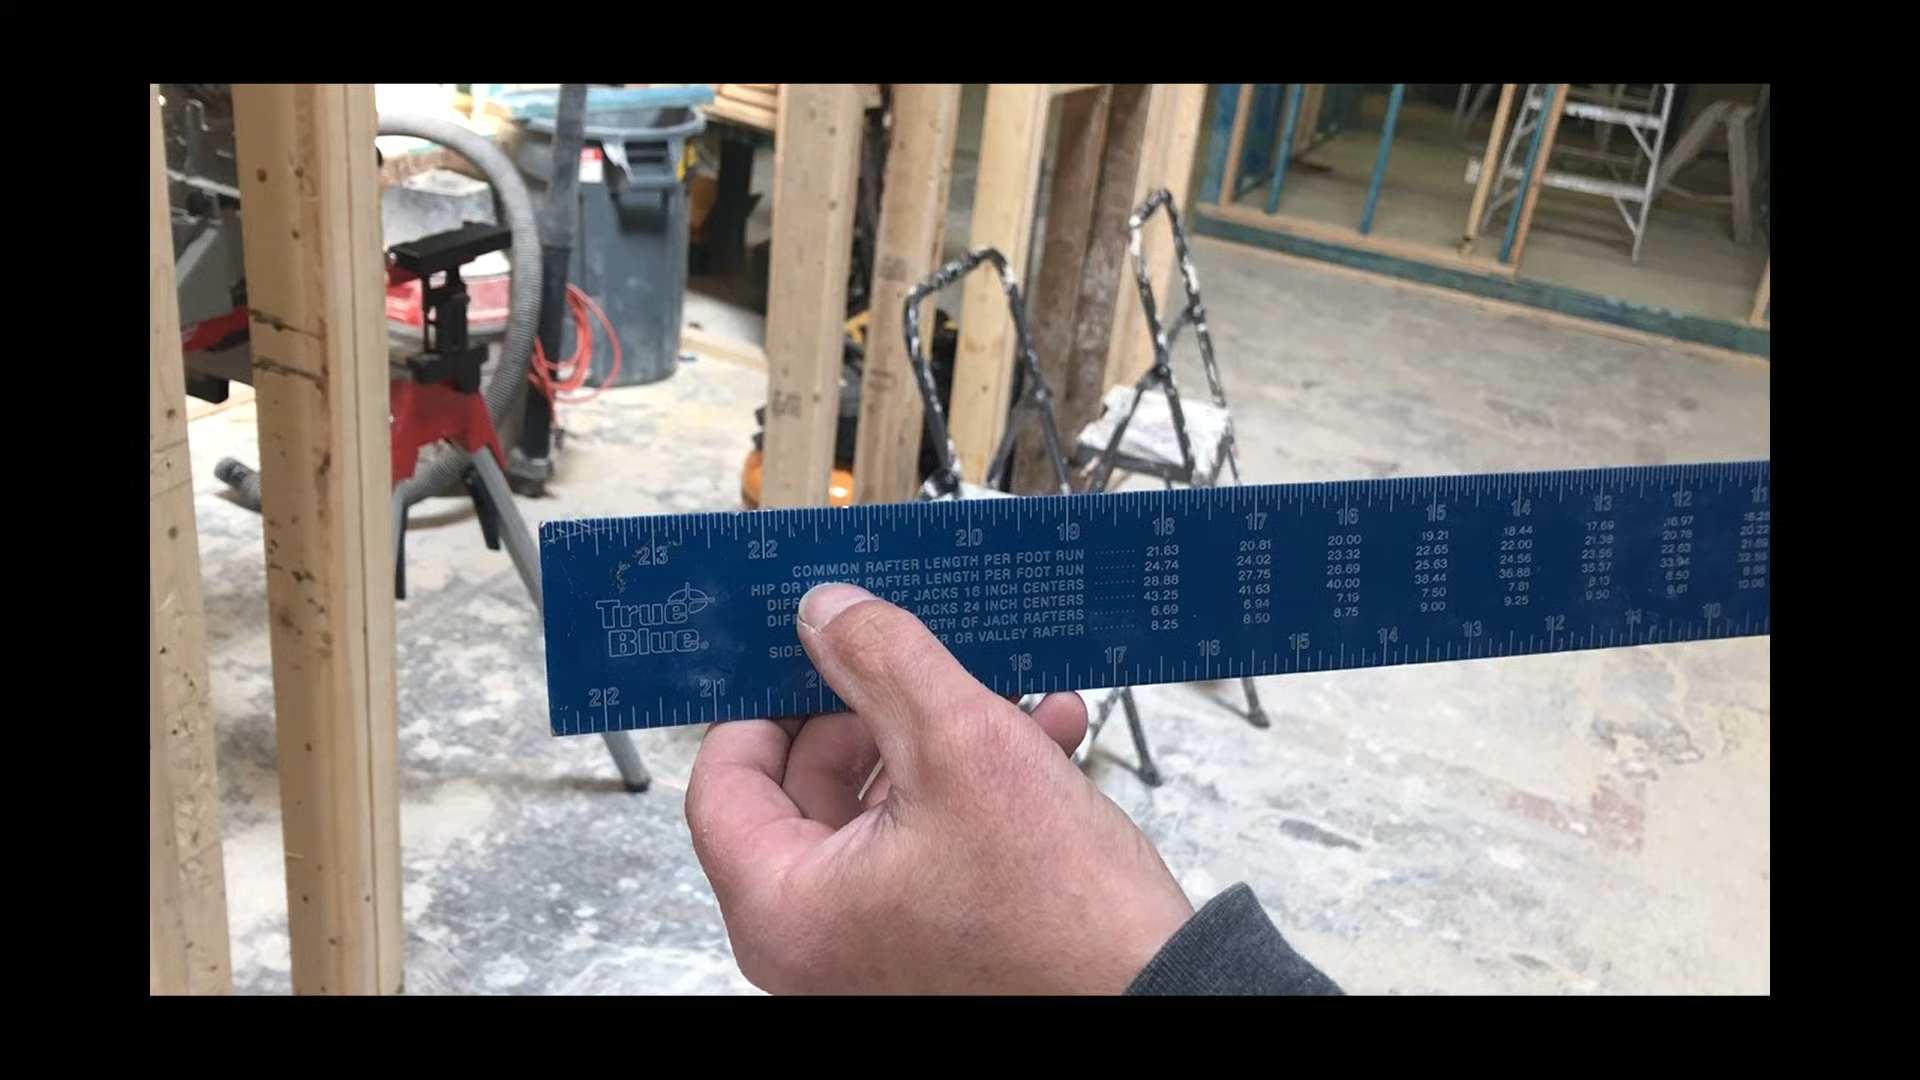 23 22 21 20 19 18 17 16 15 14 13 12 11
COMMON RAFTER LENGTH PER FOOT RUN 21.63 20.81 20.00 19.21 18.44 17.69 16.97 16.28
HIP OR VALLEY RAFTER LENGTH PER FOOT RUN 24.74 24.02 23.32 22.65 22.00 21.38 20.78 20.22
DIFF OF JACKS 16 INCH CENTERS 28.88 27.75 26.69 25.63 24.56 23.56 22.63
DIFF JACKS 24 INCH CENTERS 43.25 41.63 40.00 38.44 36.88 35.37 33.94
LENGTH OF JACK RAFTERS 6.69 6.94 7.19 7.50 7.81 8.13 8.50
SIDE OR VALLEY RAFTER 8.25 8.50 8.75 9.00 9.25 9.50 9.81
True
Blue
22 21 18 17 16 15 14 13 12 11 10